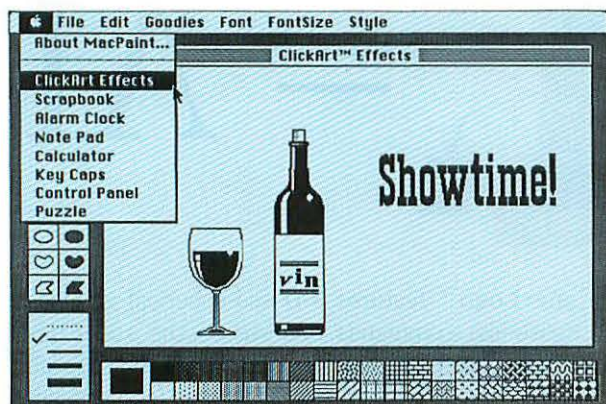 File Edit Goodies Font FontSize Style
About MacPaint...
ClickArt Effects
Scrapbook
Alarm Clock
Note Pad
Calculator
Key Caps
Control Panel
Puzzle
ClickArt™ Effects
Showtime!
vin